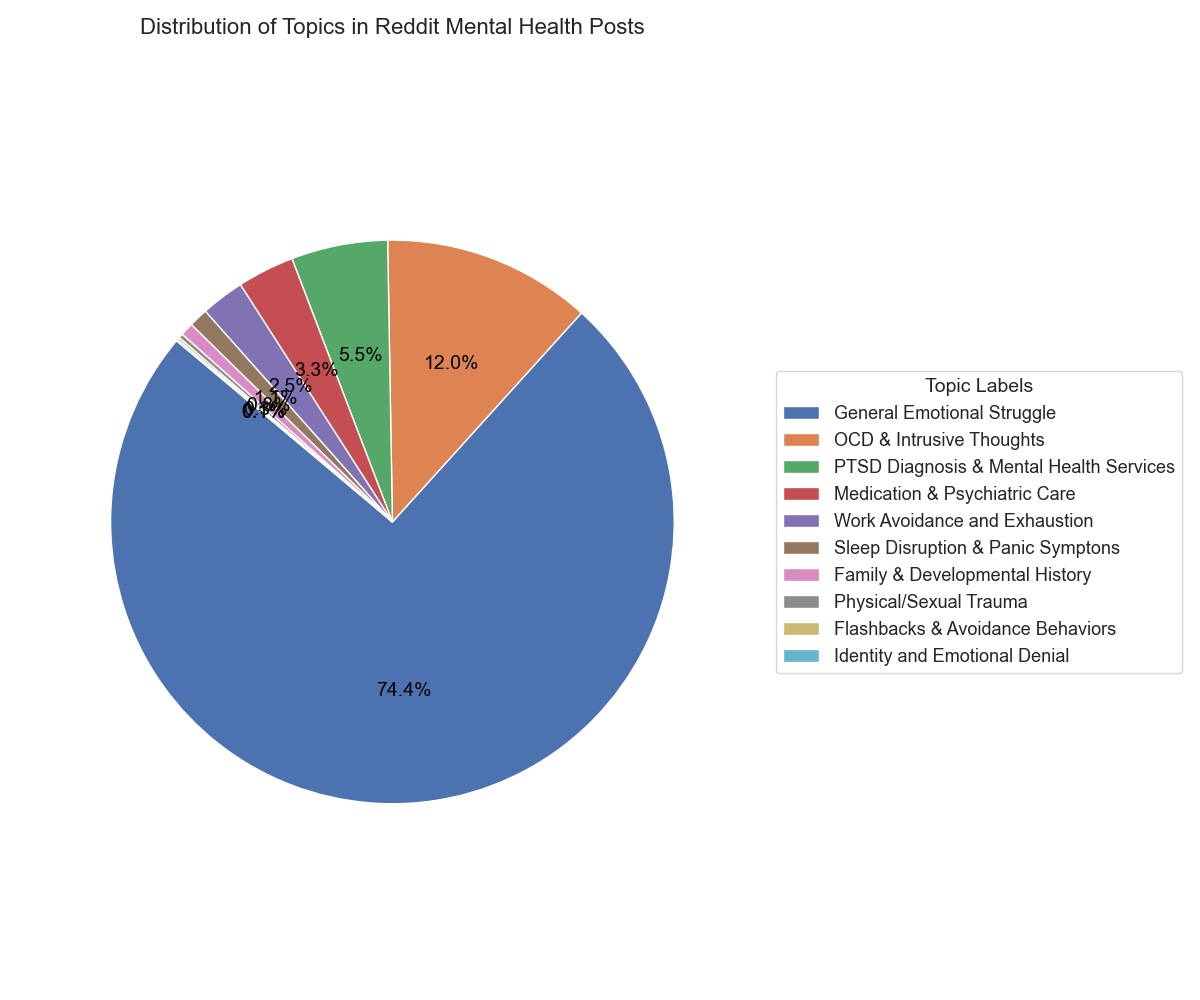 Distribution of Topics in Reddit Mental Health Posts
5.5%
12.0%
3.3%
2.5%
1.1%
74.4%
Topic Labels
General Emotional Struggle
OCD & Intrusive Thoughts
PTSD Diagnosis & Mental Health Services
Medication & Psychiatric Care
Work Avoidance and Exhaustion
Sleep Disruption & Panic Symptons
Family & Developmental History
Physical/Sexual Trauma
Flashbacks & Avoidance Behaviors
Identity and Emotional Denial